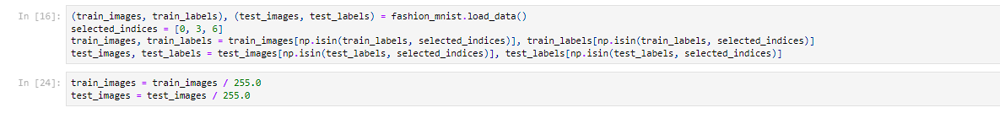 In [16]: (train_images, train_labels), (test_images, test_labels) = fashion_mnist.load_data()
selected_indices = [0, 3, 6]
train_images, train_labels = train_images[np.isin(train_labels, selected_indices)], train_labels[np.isin(train_labels, selected_indices)]
test_images, test_labels = test_images[np.isin(test_labels, selected_indices)], test_labels[np.isin(test_labels, selected_indices)]
In [24]: train_images = train_images / 255.0
test_images = test_images / 255.0